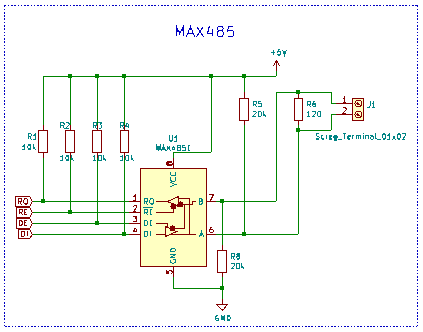 MAX485
+5V
R1
10k
R2
10k
R3
10k
R4
10k
U1
MAX485E
R5
20k
R6
120
1
2
J1
Screw_Terminal_01x02
RO
RE
DE
DI
1
2
3
4
RO
RE
DE
DI
VCC
8
GND
5
B
A
7
6
R8
20k
GND